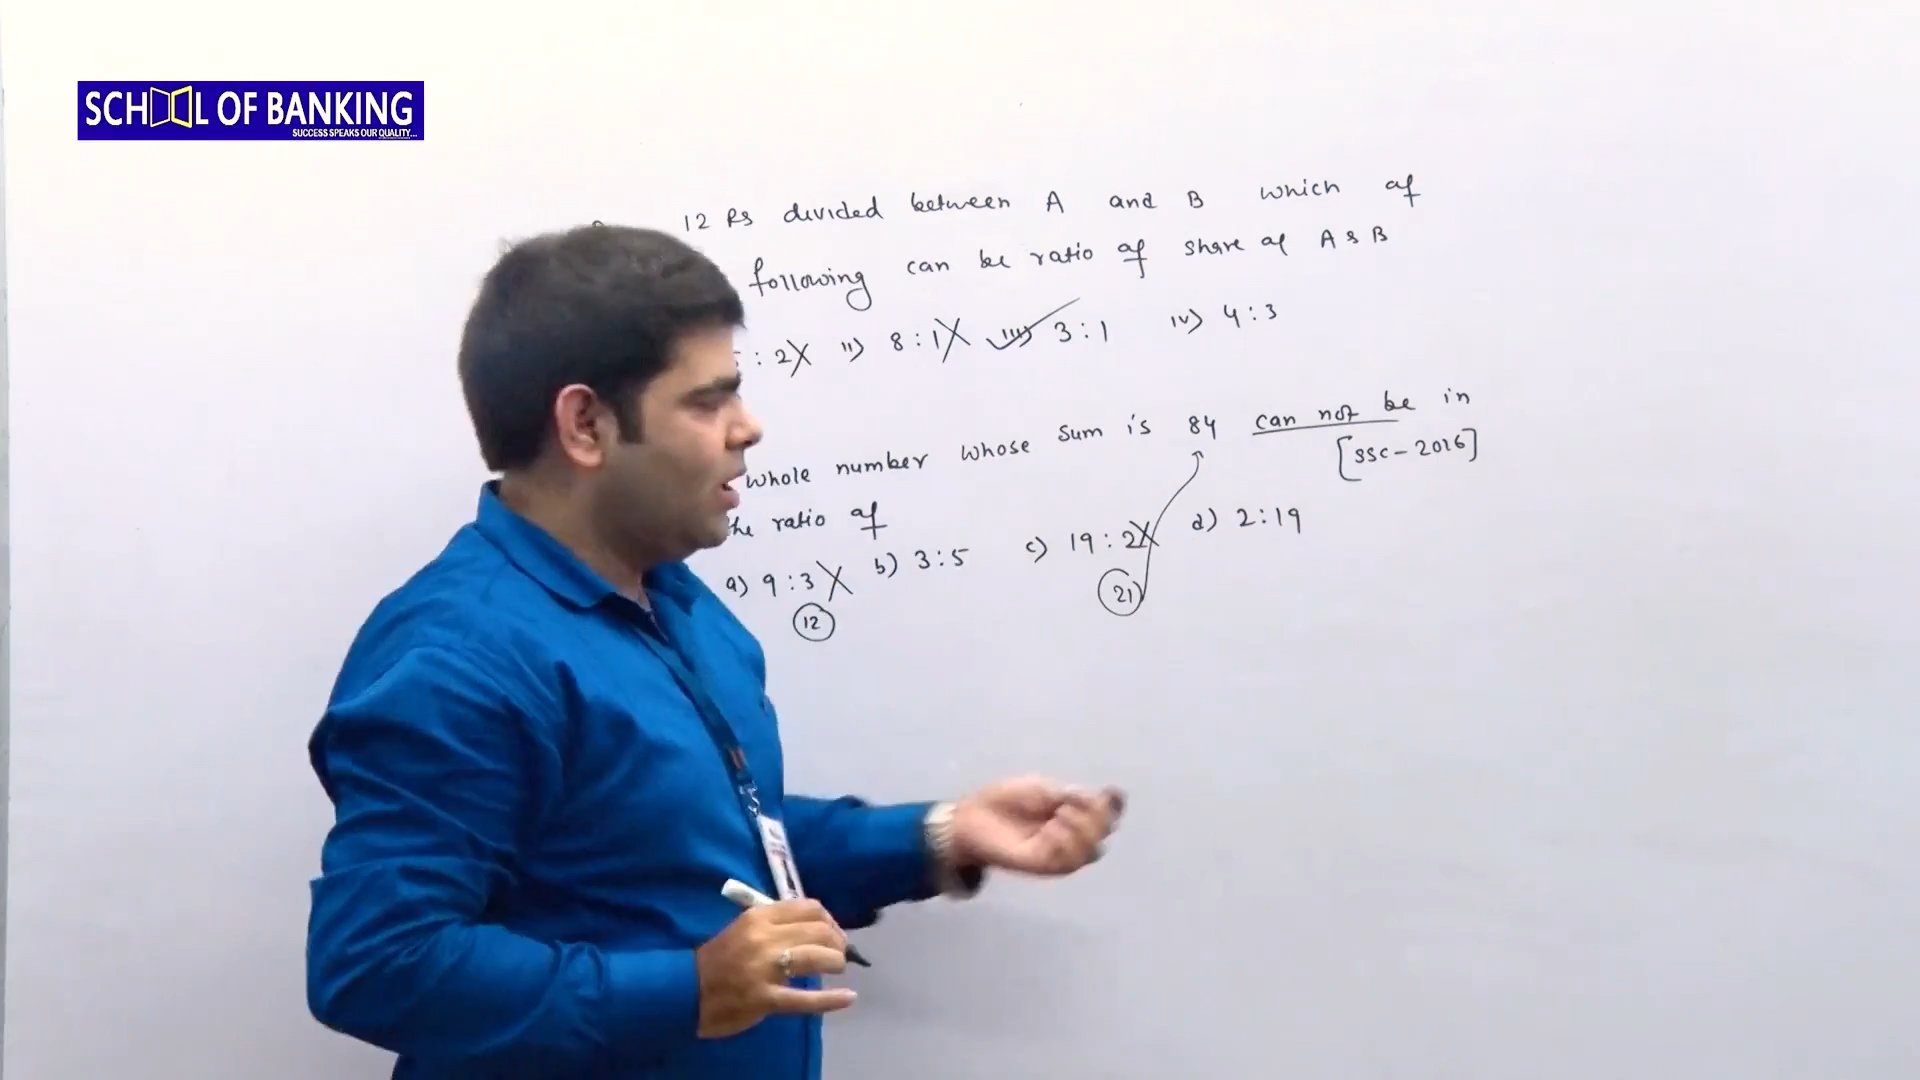 SCHOOL OF BANKING
SUCCESS SPEAKS OUR QUALITY...
12 RS divided between A and B which of
following can be ratio of share of A & B
: 2 X ii) 8 : 1 X iii) 3 : 1 iv) 4 : 3
whole number whose sum is 84 can not be in
[SSC - 2016]
the ratio of
a) 9 : 3 X b) 3 : 5 c) 19 : 2 X d) 2 : 19
12 21